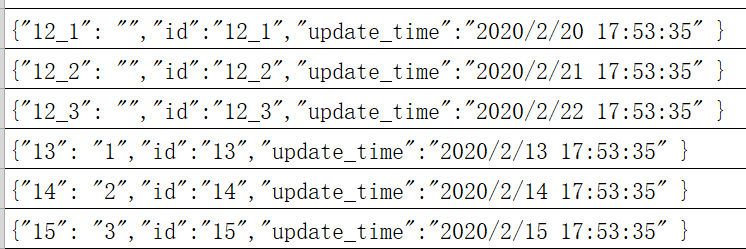 {"12_1": "","id":"12_1","update_time":"2020/2/20 17:53:35" }
{"12_2": "","id":"12_2","update_time":"2020/2/21 17:53:35" }
{"12_3": "","id":"12_3","update_time":"2020/2/22 17:53:35" }
{"13": "1","id":"13","update_time":"2020/2/13 17:53:35" }
{"14": "2","id":"14","update_time":"2020/2/14 17:53:35" }
{"15": "3","id":"15","update_time":"2020/2/15 17:53:35" }